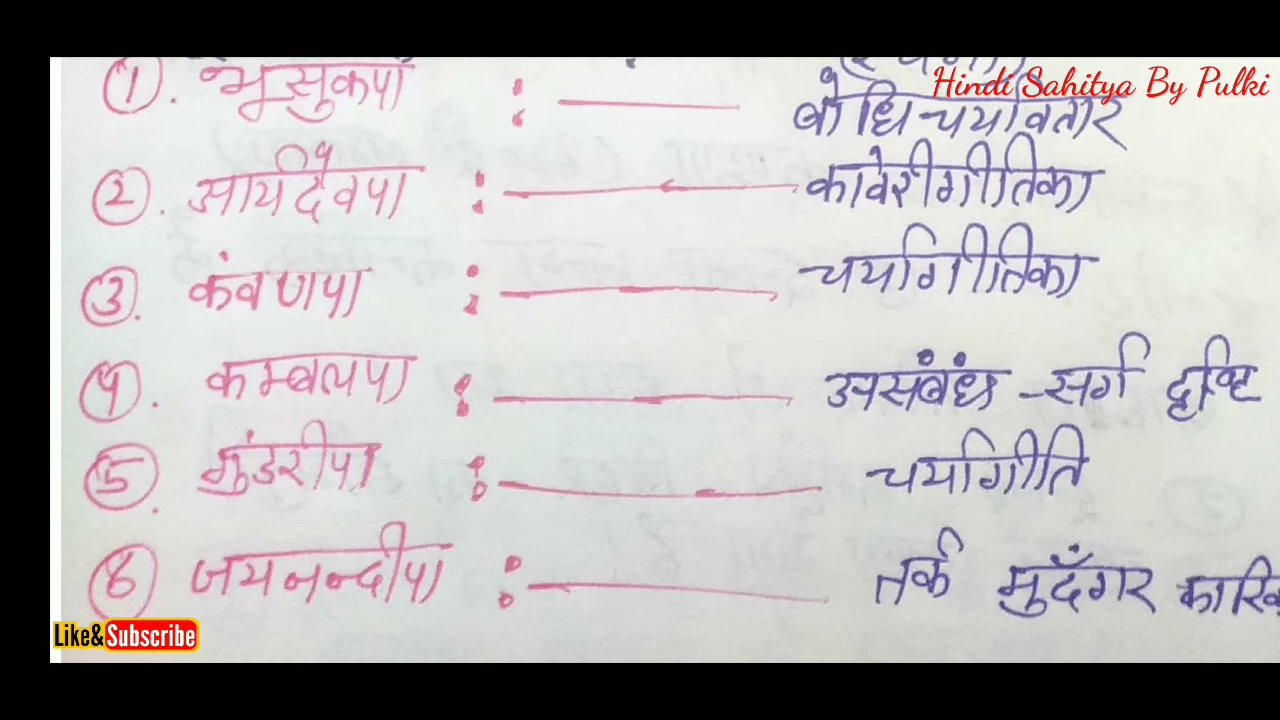 Hindi Sahitya By Pulki
①. भूसुकपा : — बोधिचर्यावतार
②. आर्यदेवपा : — कावेरीगीतिका
③. कंवणपा : — चर्यागीतिका
④. कम्बलपा : — उपसंबंध - सर्ग दृष्टि
⑤. गुंडरीपा : — चर्यागीति
⑥ जयनन्दीपा : — तर्क मुदँगर कारिक
Like& Subscribe